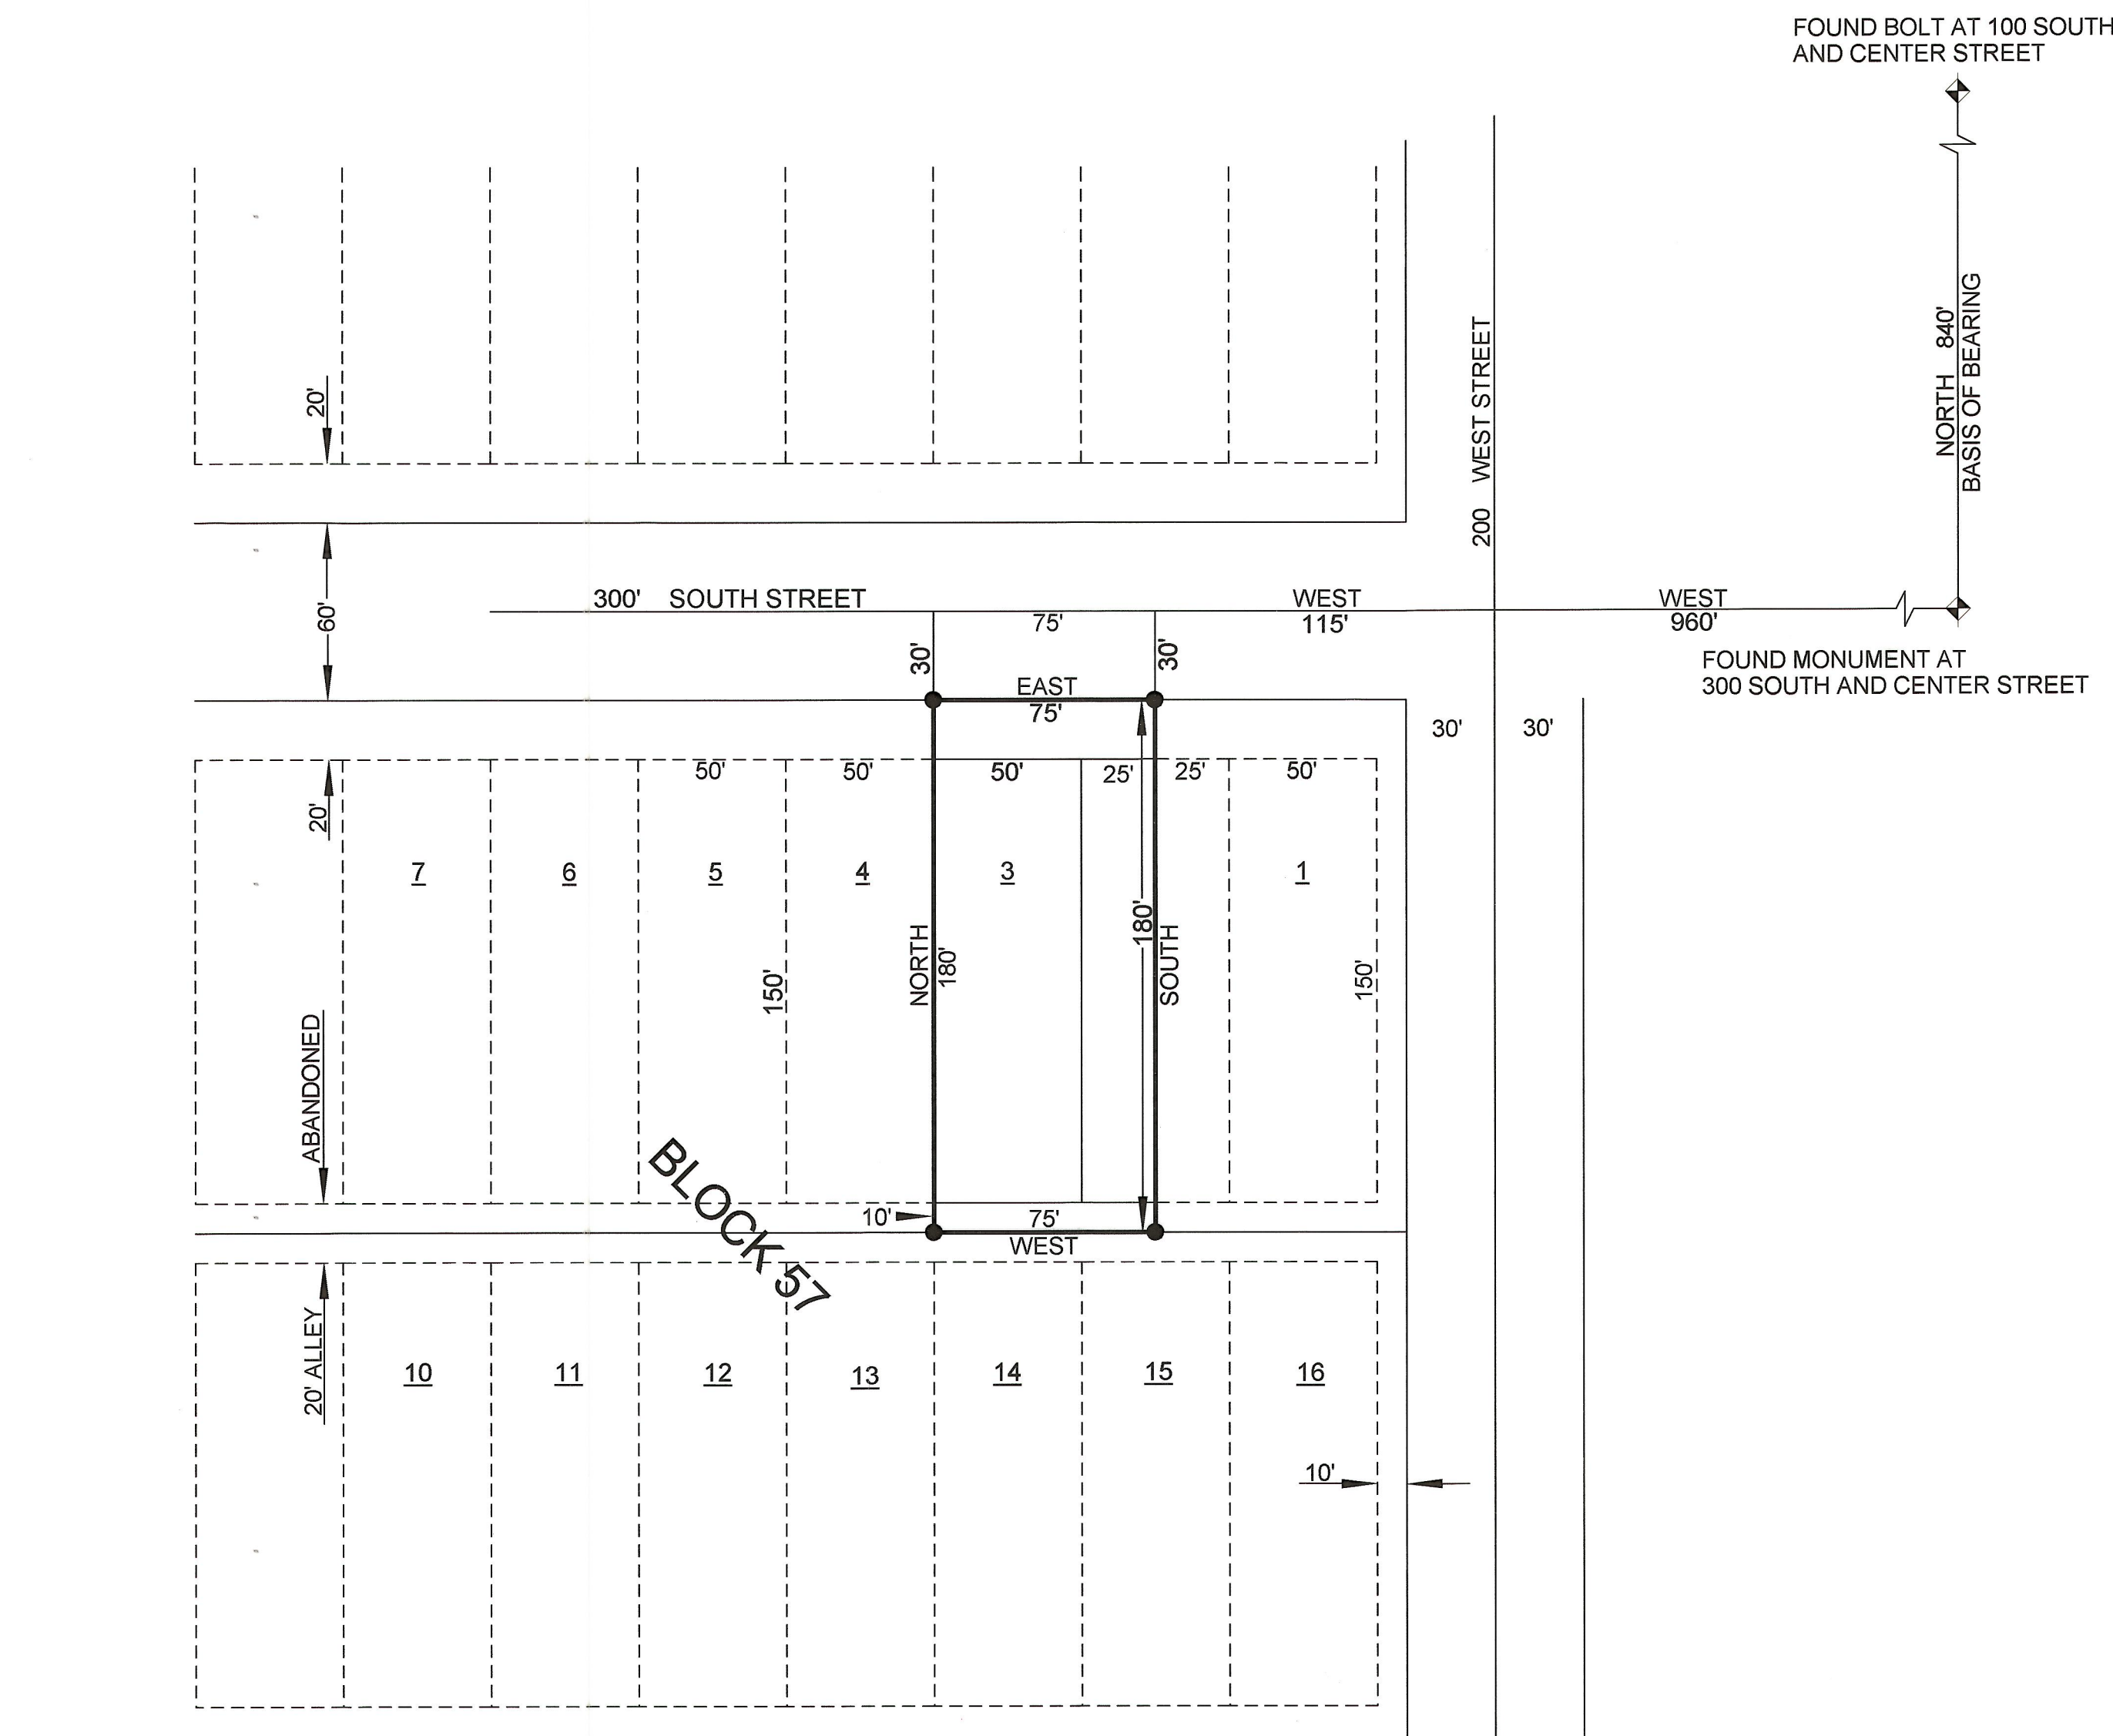 FOUND BOLT AT 100 SOUTH
AND CENTER STREET
NORTH 840'
BASIS OF BEARING
200 WEST STREET
20'
60'
300' SOUTH STREET
WEST
115'
WEST
960'
75'
30'
30'
FOUND MONUMENT AT
300 SOUTH AND CENTER STREET
EAST
75'
30'
30'
20'
50'
50'
50'
25'
25'
50'
7
6
5
4
3
1
150'
NORTH
180'
180'
SOUTH
150'
ABANDONED
BLOCK 57
10'
75'
WEST
20' ALLEY
10
11
12
13
14
15
16
10'